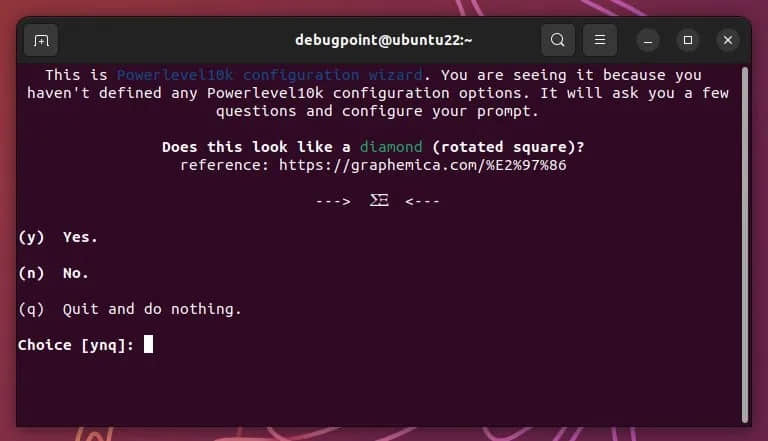 debugpoint@ubuntu22:~
This is Powerlevel10k configuration wizard. You are seeing it because you
haven't defined any Powerlevel10k configuration options. It will ask you a few
questions and configure your prompt.
Does this look like a diamond (rotated square)?
reference: https://graphemica.com/%E2%97%86
---> <---
(y) Yes.
(n) No.
(q) Quit and do nothing.
Choice [ynq]: